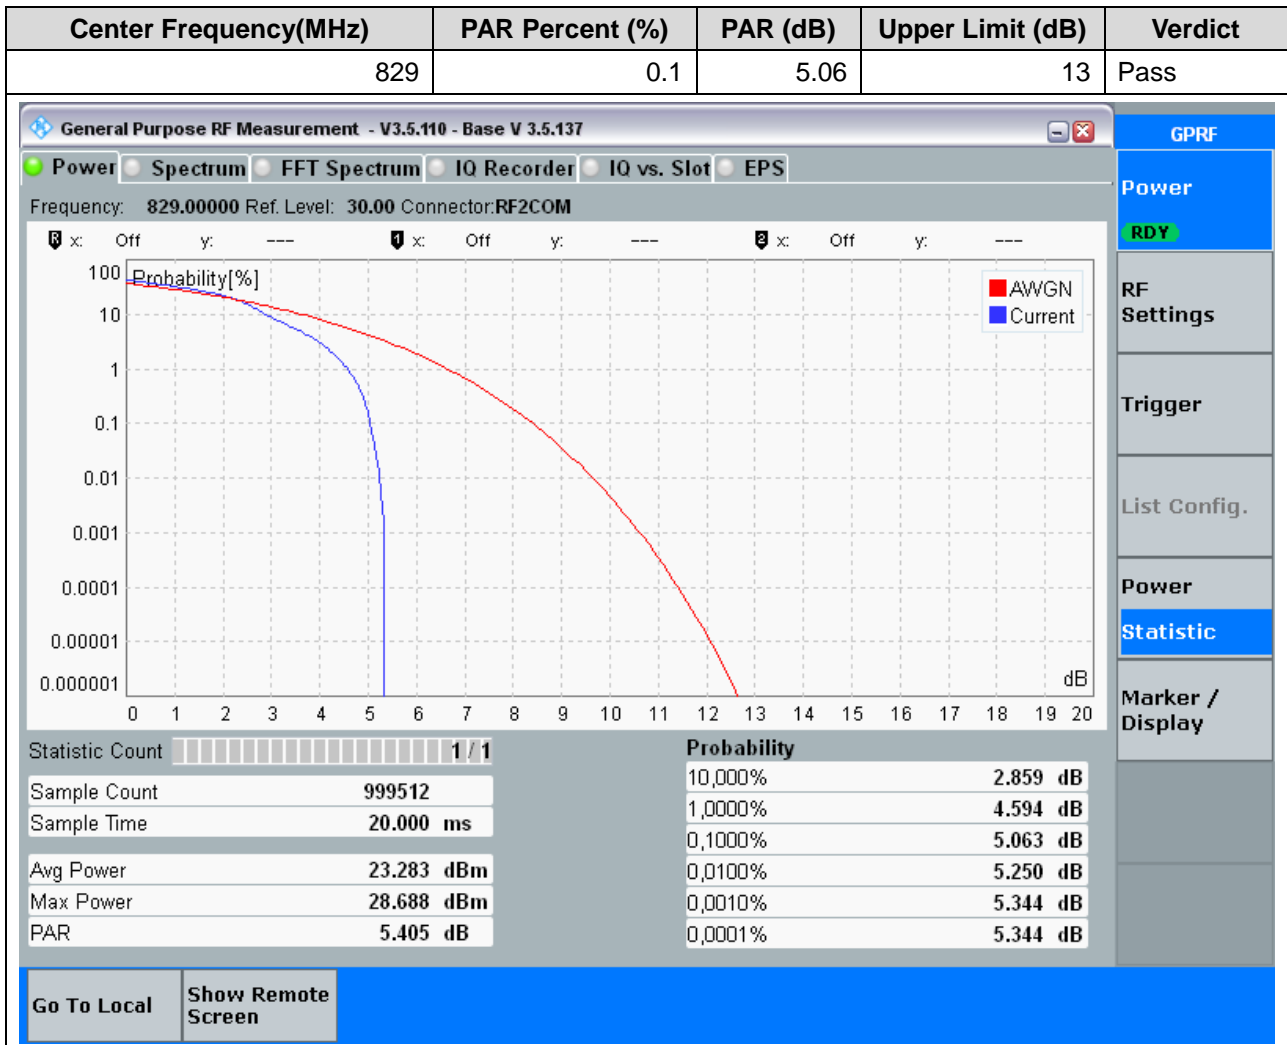 Center Frequency(MHz) PAR Percent (%) PAR (dB) Upper Limit (dB) Verdict
829 0.1 5.06 13 Pass
General Purpose RF Measurement - V3.5.110 - Base V 3.5.137
GPRF
Power Spectrum FFT Spectrum IQ Recorder IQ vs. Slot EPS
Power
RDY
Frequency: 829.00000 Ref. Level: 30.00 Connector:RF2COM
R x: Off y: --- 1 x: Off y: --- 2 x: Off y: ---
Probability[%]
100
10
1
0.1
0.01
0.001
0.0001
0.00001
0.000001
AWGN
Current
dB
0 1 2 3 4 5 6 7 8 9 10 11 12 13 14 15 16 17 18 19 20
RF
Settings
Trigger
List Config.
Power
Statistic
Marker /
Display
Statistic Count 1 / 1
Sample Count 999512
Sample Time 20.000 ms
Avg Power 23.283 dBm
Max Power 28.688 dBm
PAR 5.405 dB
Probability
10,000% 2.859 dB
1,0000% 4.594 dB
0,1000% 5.063 dB
0,0100% 5.250 dB
0,0010% 5.344 dB
0,0001% 5.344 dB
Go To Local
Show Remote
Screen